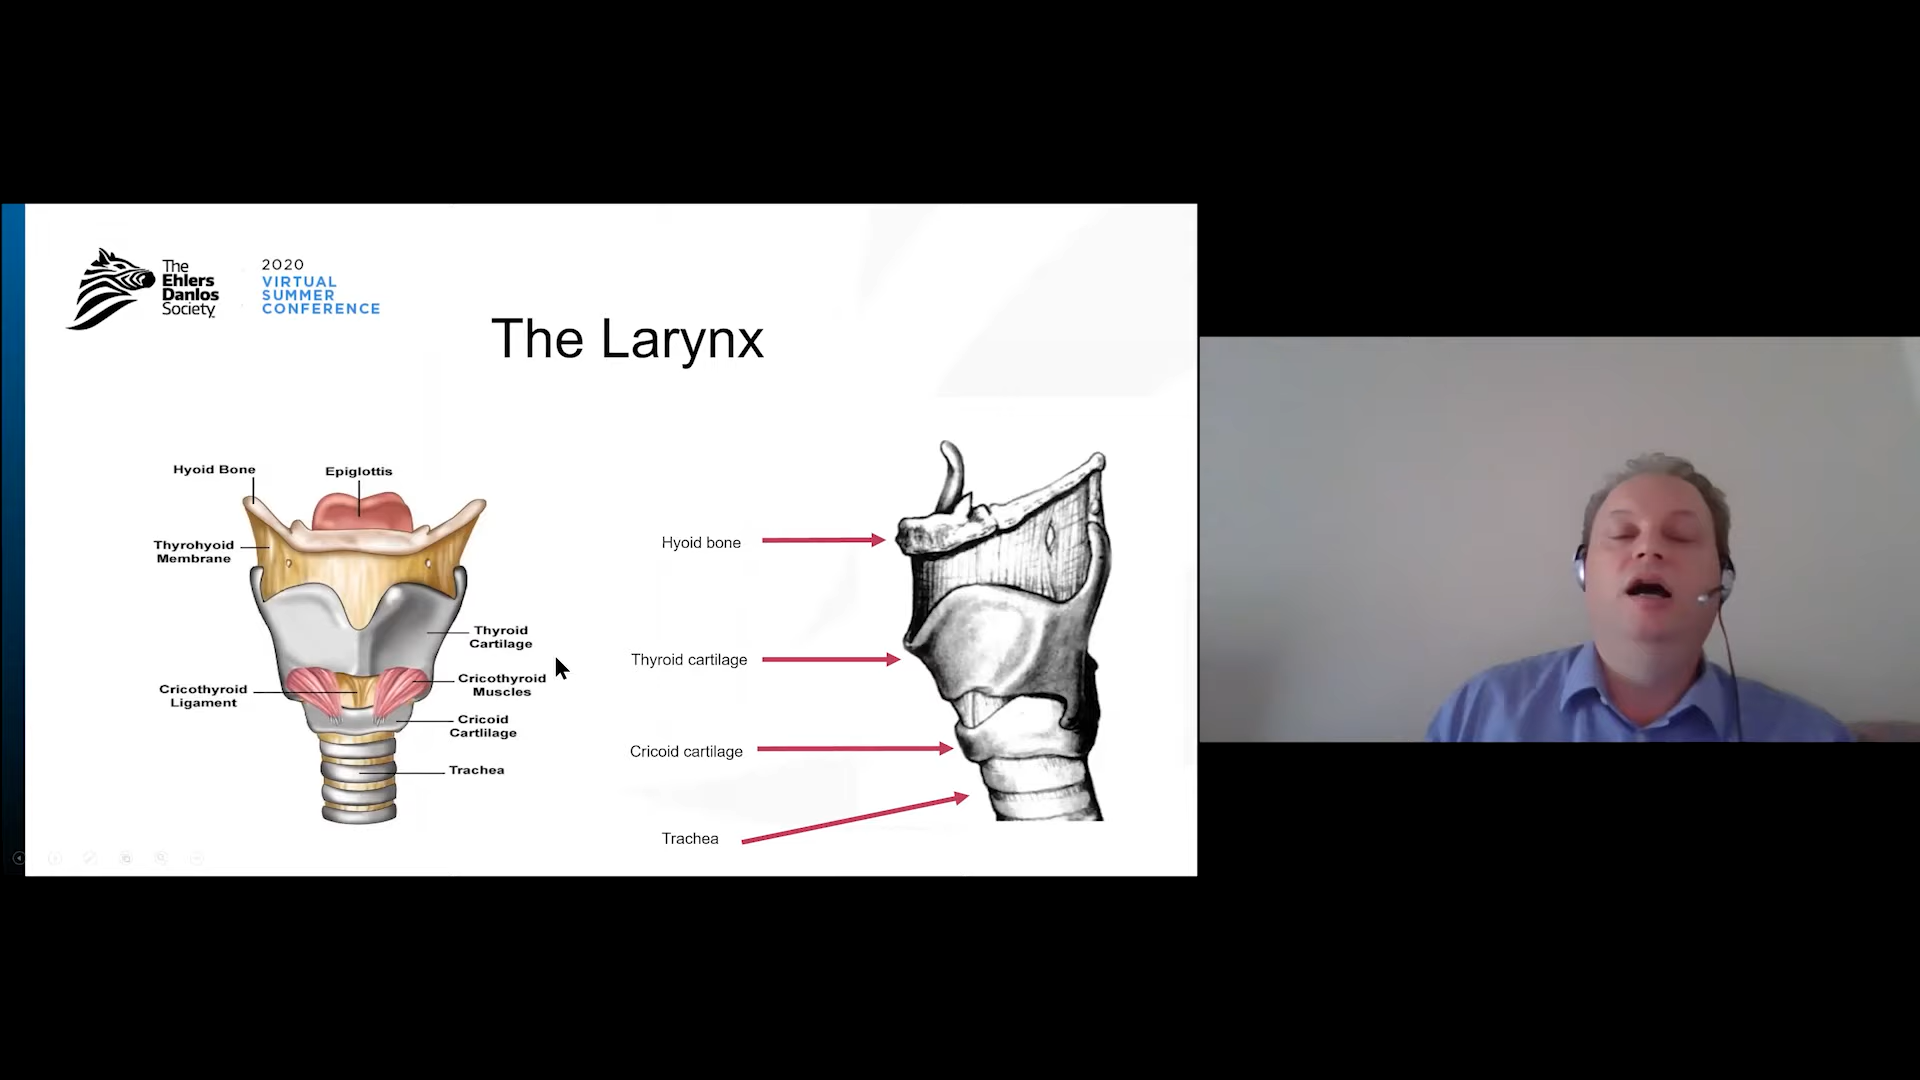 The
Ehlers
Danlos
Society
2020
VIRTUAL
SUMMER
CONFERENCE
The Larynx
Hyoid Bone
Epiglottis
Thyrohyoid
Membrane
Thyroid
Cartilage
Cricothyroid
Ligament
Cricothyroid
Muscles
Cricoid
Cartlilage
Trachea
Hyoid bone
Thyroid cartilage
Cricoid cartilage
Trachea